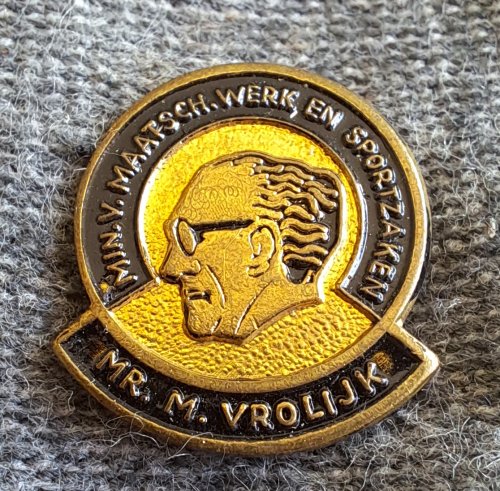 MIN. V. MAATSCH. WERK EN SPORTZAKEN
MR. M. VROLIJK